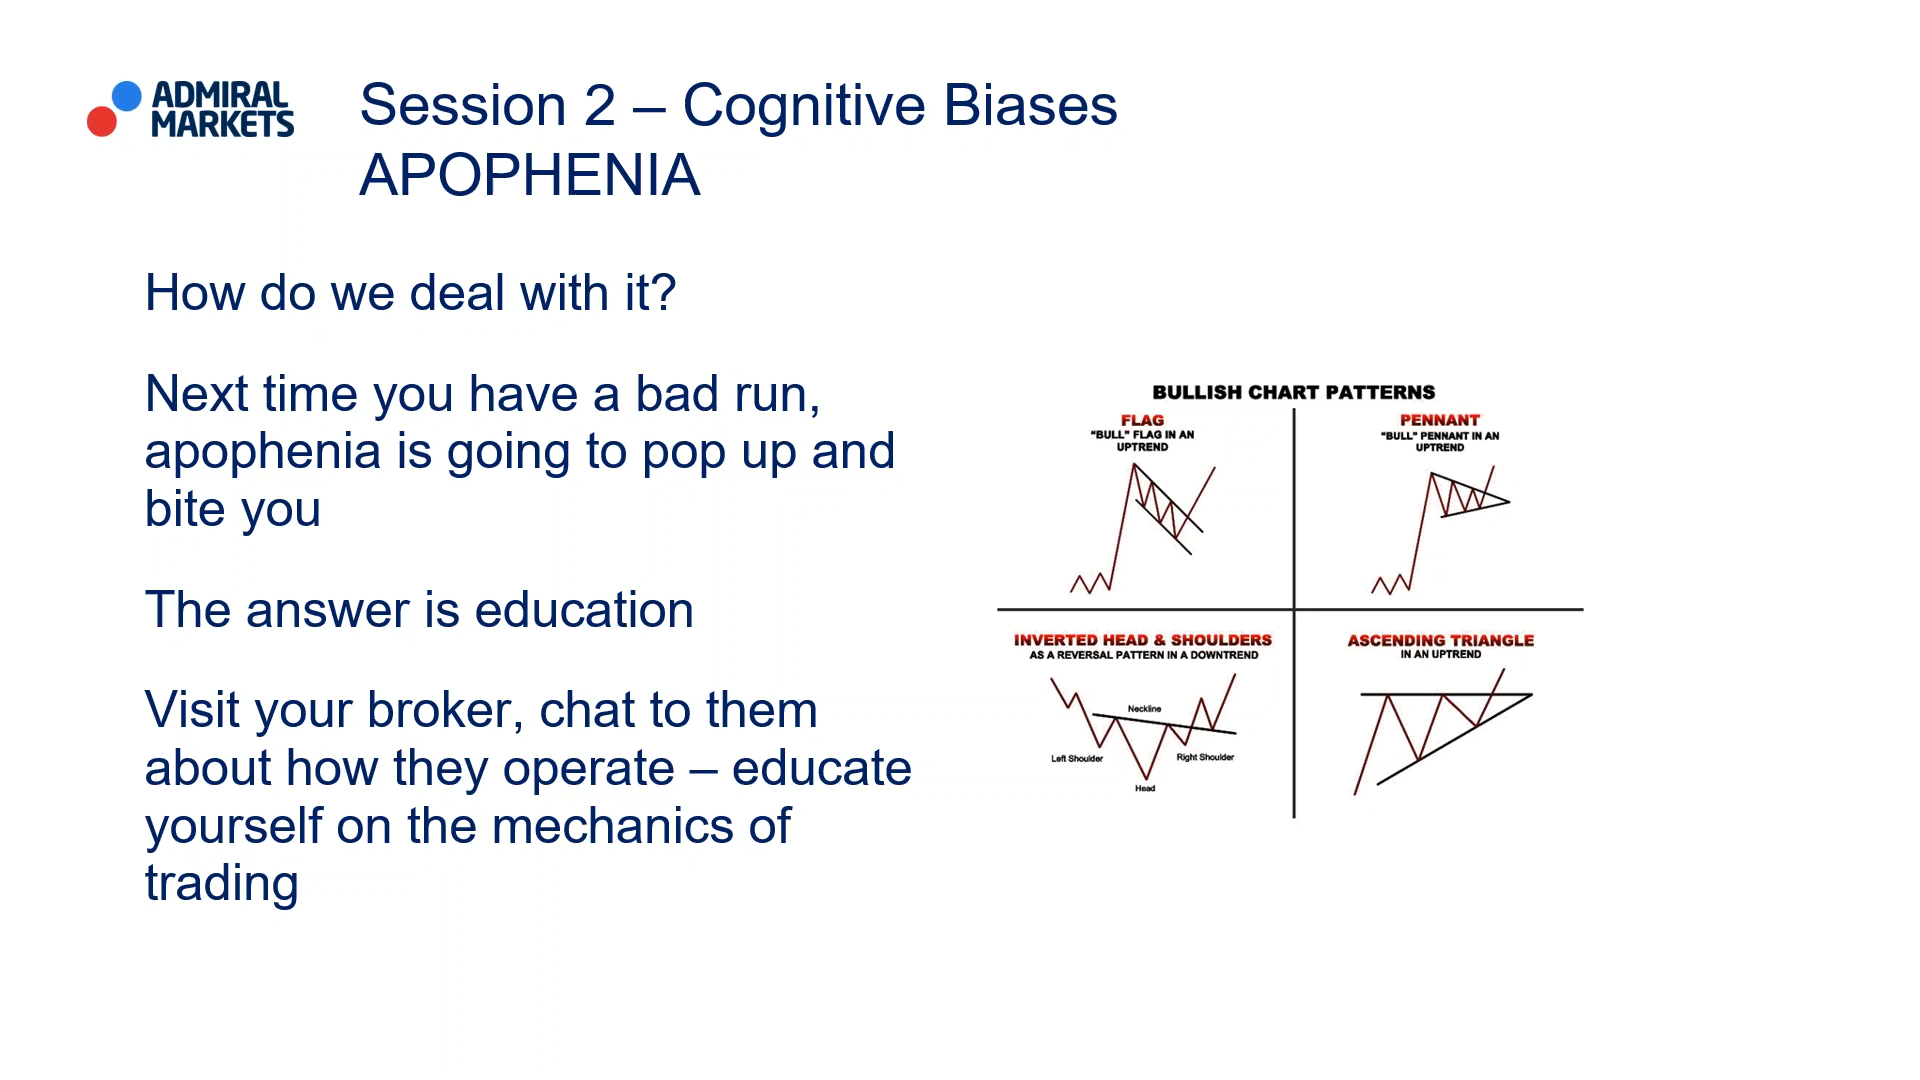 ADMIRAL
MARKETS
Session 2 – Cognitive Biases
APOPHENIA
How do we deal with it?
Next time you have a bad run,
apophenia is going to pop up and
bite you
The answer is education
Visit your broker, chat to them
about how they operate – educate
yourself on the mechanics of
trading
BULLISH CHART PATTERNS
FLAG
"BULL" FLAG IN AN
UPTREND
PENNANT
"BULL" PENNANT IN AN
UPTREND
INVERTED HEAD & SHOULDERS
AS A REVERSAL PATTERN IN A DOWNTREND
Neckline
Left Shoulder
Right Shoulder
Head
ASCENDING TRIANGLE
IN AN UPTREND